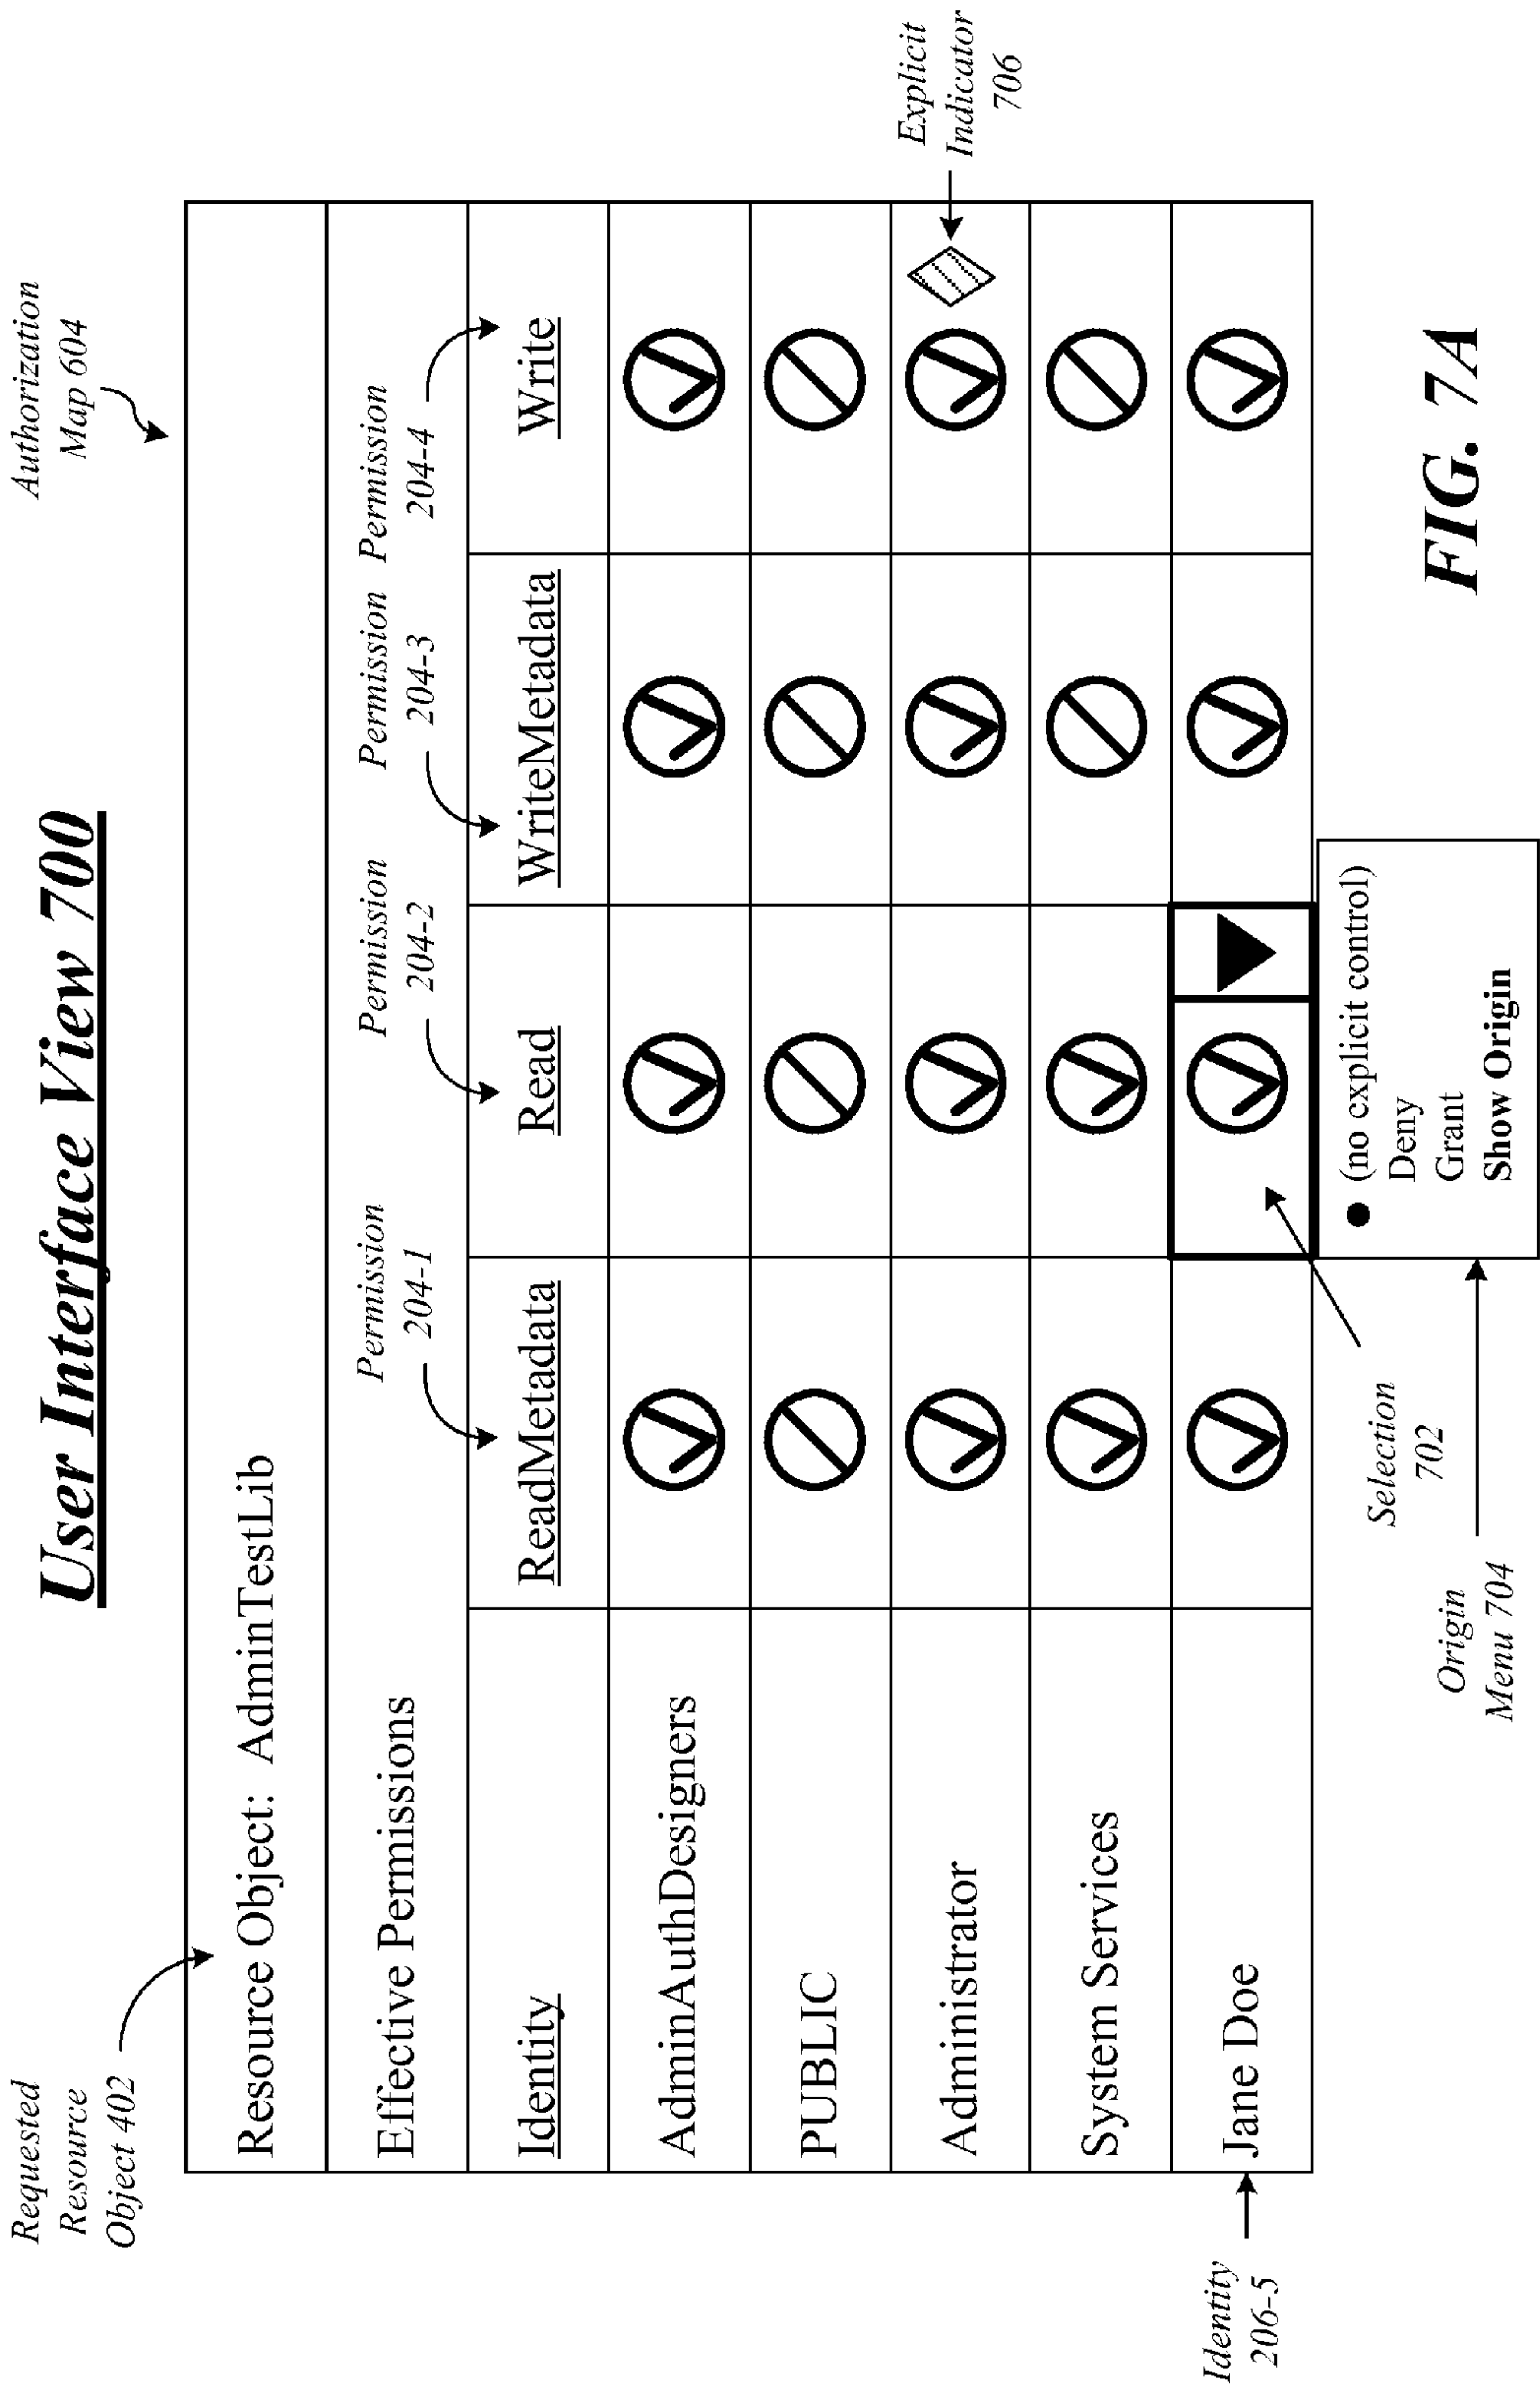 User Interface View 700
Requested
Resource
Object 402
Authorization
Map 604
Resource Object: AdminTestLib
Effective Permissions
Permission
204-1
Permission
204-2
Permission
204-3
Permission
204-4
Identity
ReadMetadata
Read
WriteMetadata
Write
AdminAuthDesigners
PUBLIC
Administrator
Explicit
Indicator
706
System Services
Identity
206-5
Jane Doe
Selection
702
Origin
Menu 704
(no explicit control)
Deny
Grant
Show Origin
FIG. 7A